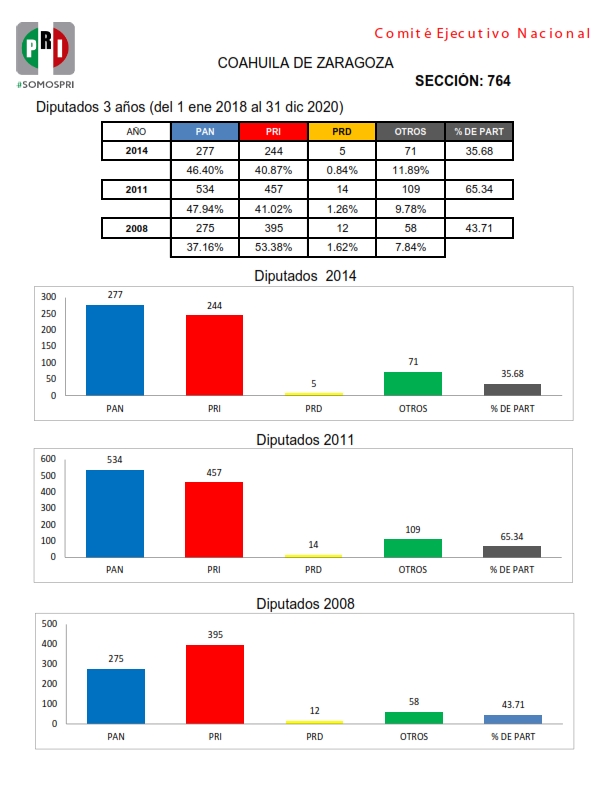 PRI
#SOMOSPRI
Comité Ejecutivo Nacional
COAHUILA DE ZARAGOZA
SECCIÓN: 764
Diputados 3 años (del 1 ene 2018 al 31 dic 2020)
AÑO PAN PRI PRD OTROS % DE PART
2014 277 244 5 71 35.68
46.40% 40.87% 0.84% 11.89%
2011 534 457 14 109 65.34
47.94% 41.02% 1.26% 9.78%
2008 275 395 12 58 43.71
37.16% 53.38% 1.62% 7.84%
Diputados 2014
300
250
200
150
100
50
0
277
244
5
71
35.68
PAN PRI PRD OTROS % DE PART
Diputados 2011
600
500
400
300
200
100
0
534
457
14
109
65.34
PAN PRI PRD OTROS % DE PART
Diputados 2008
500
400
300
200
100
0
275
395
12
58
43.71
PAN PRI PRD OTROS % DE PART